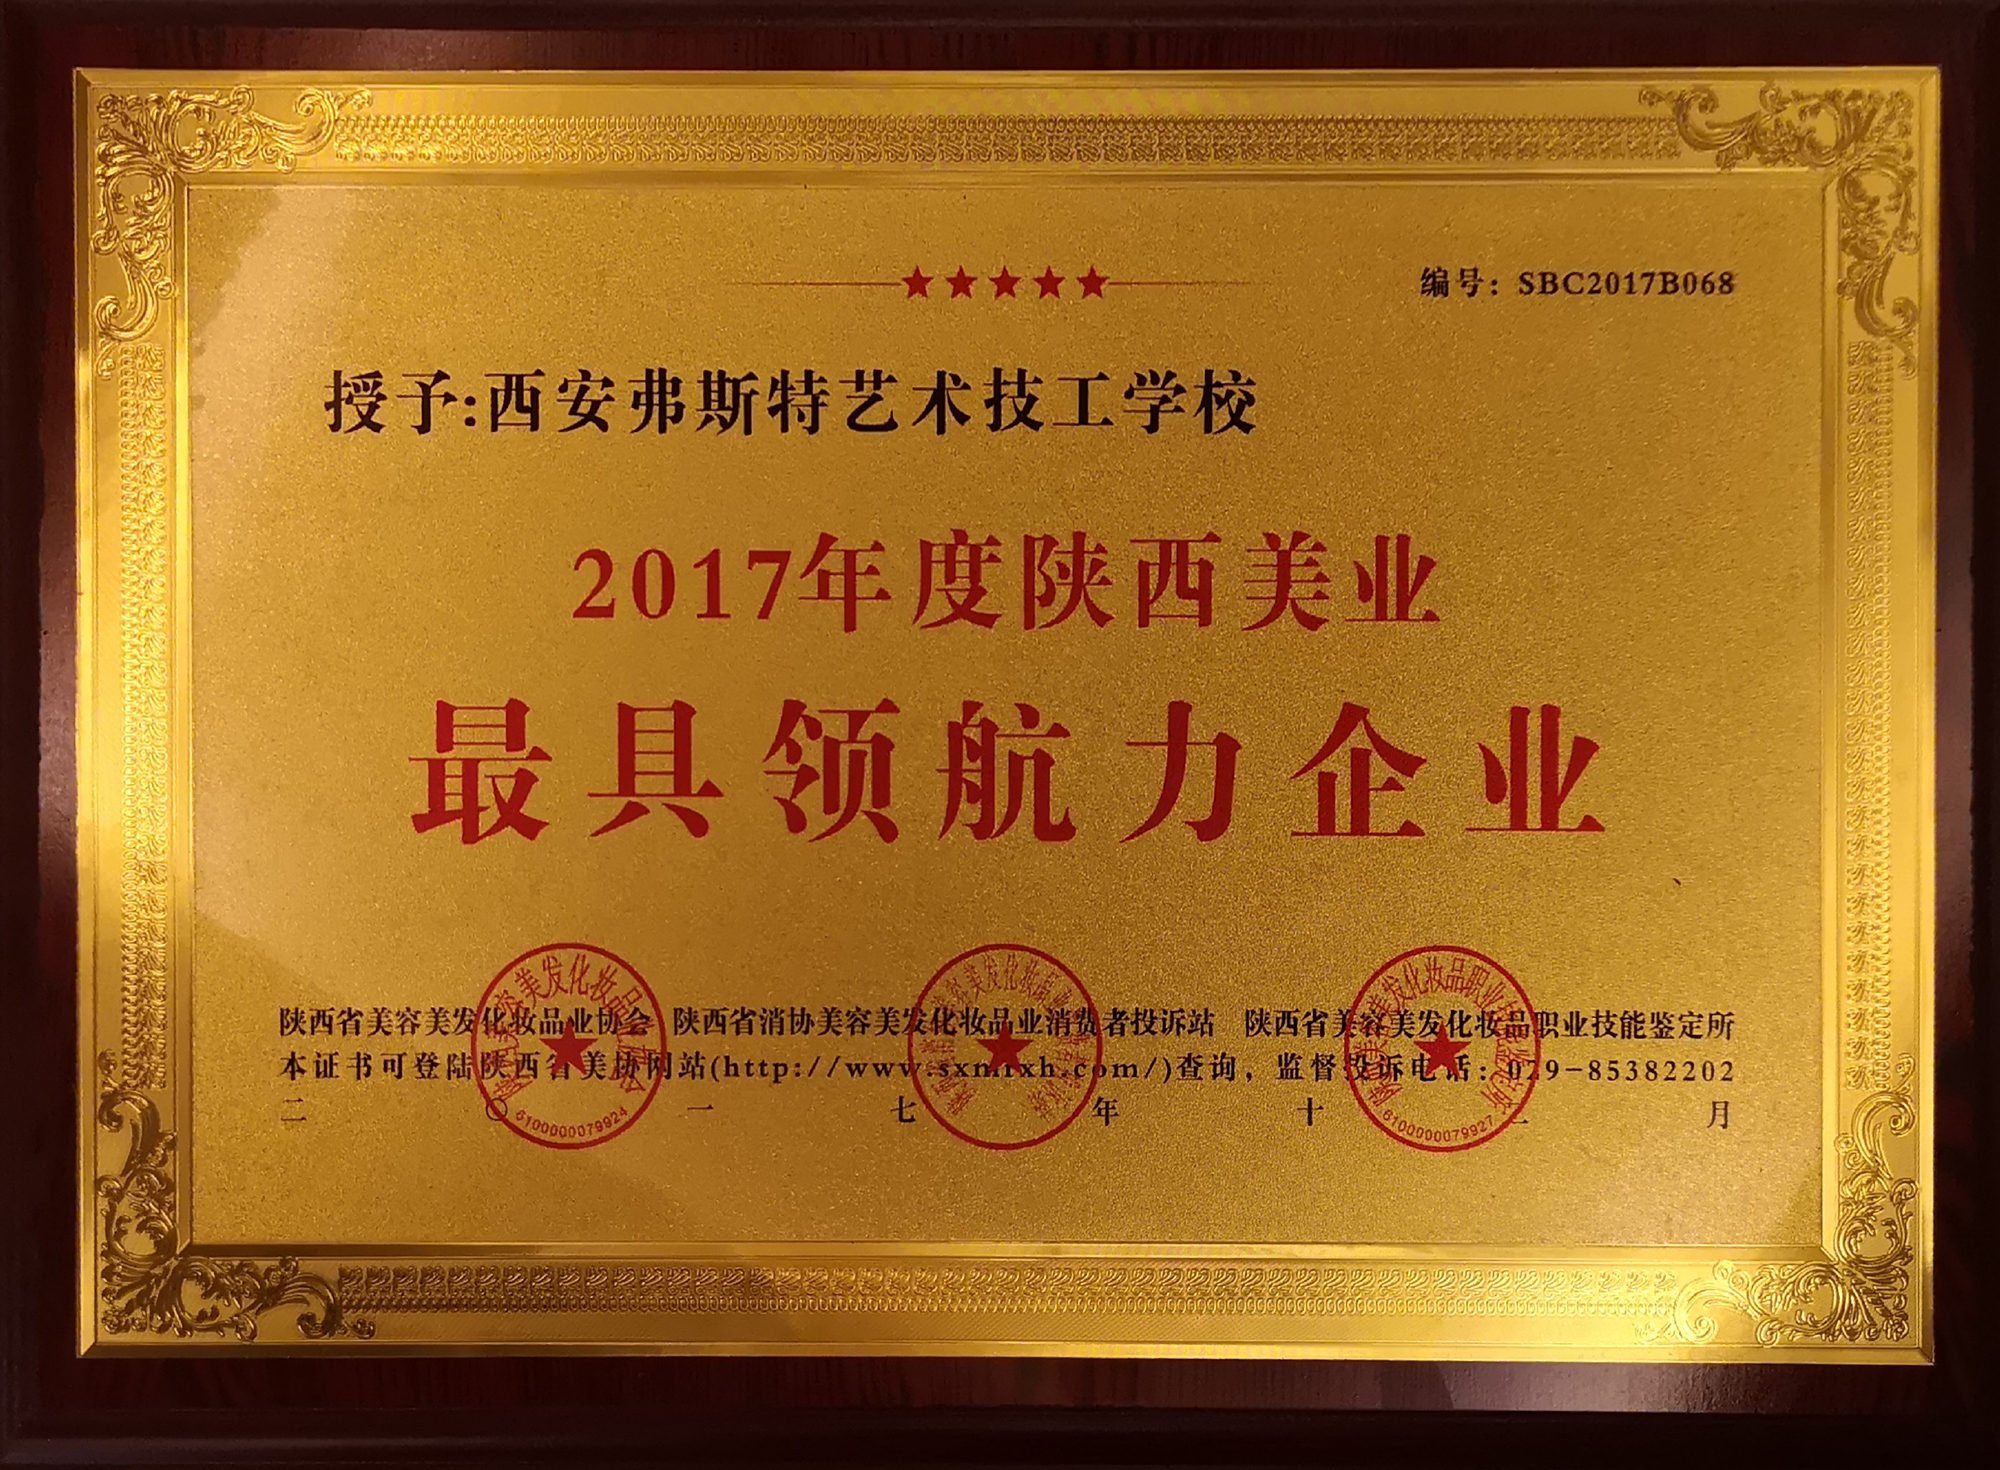 编号：SBC2017B068
授予:西安弗斯特艺术技工学校
2017年度陕西美业
最具领航力企业
陕西省美容美发化妆品业协会 陕西省消协美容美发化妆品业消费者投诉站 陕西省美容美发化妆品职业技能鉴定所
本证书可登陆陕西省美协网站(http://www.sxmrxh.com/)查询，监督投诉电话：029-85382202
二〇一七年十二月
6100000079924
6100000079927